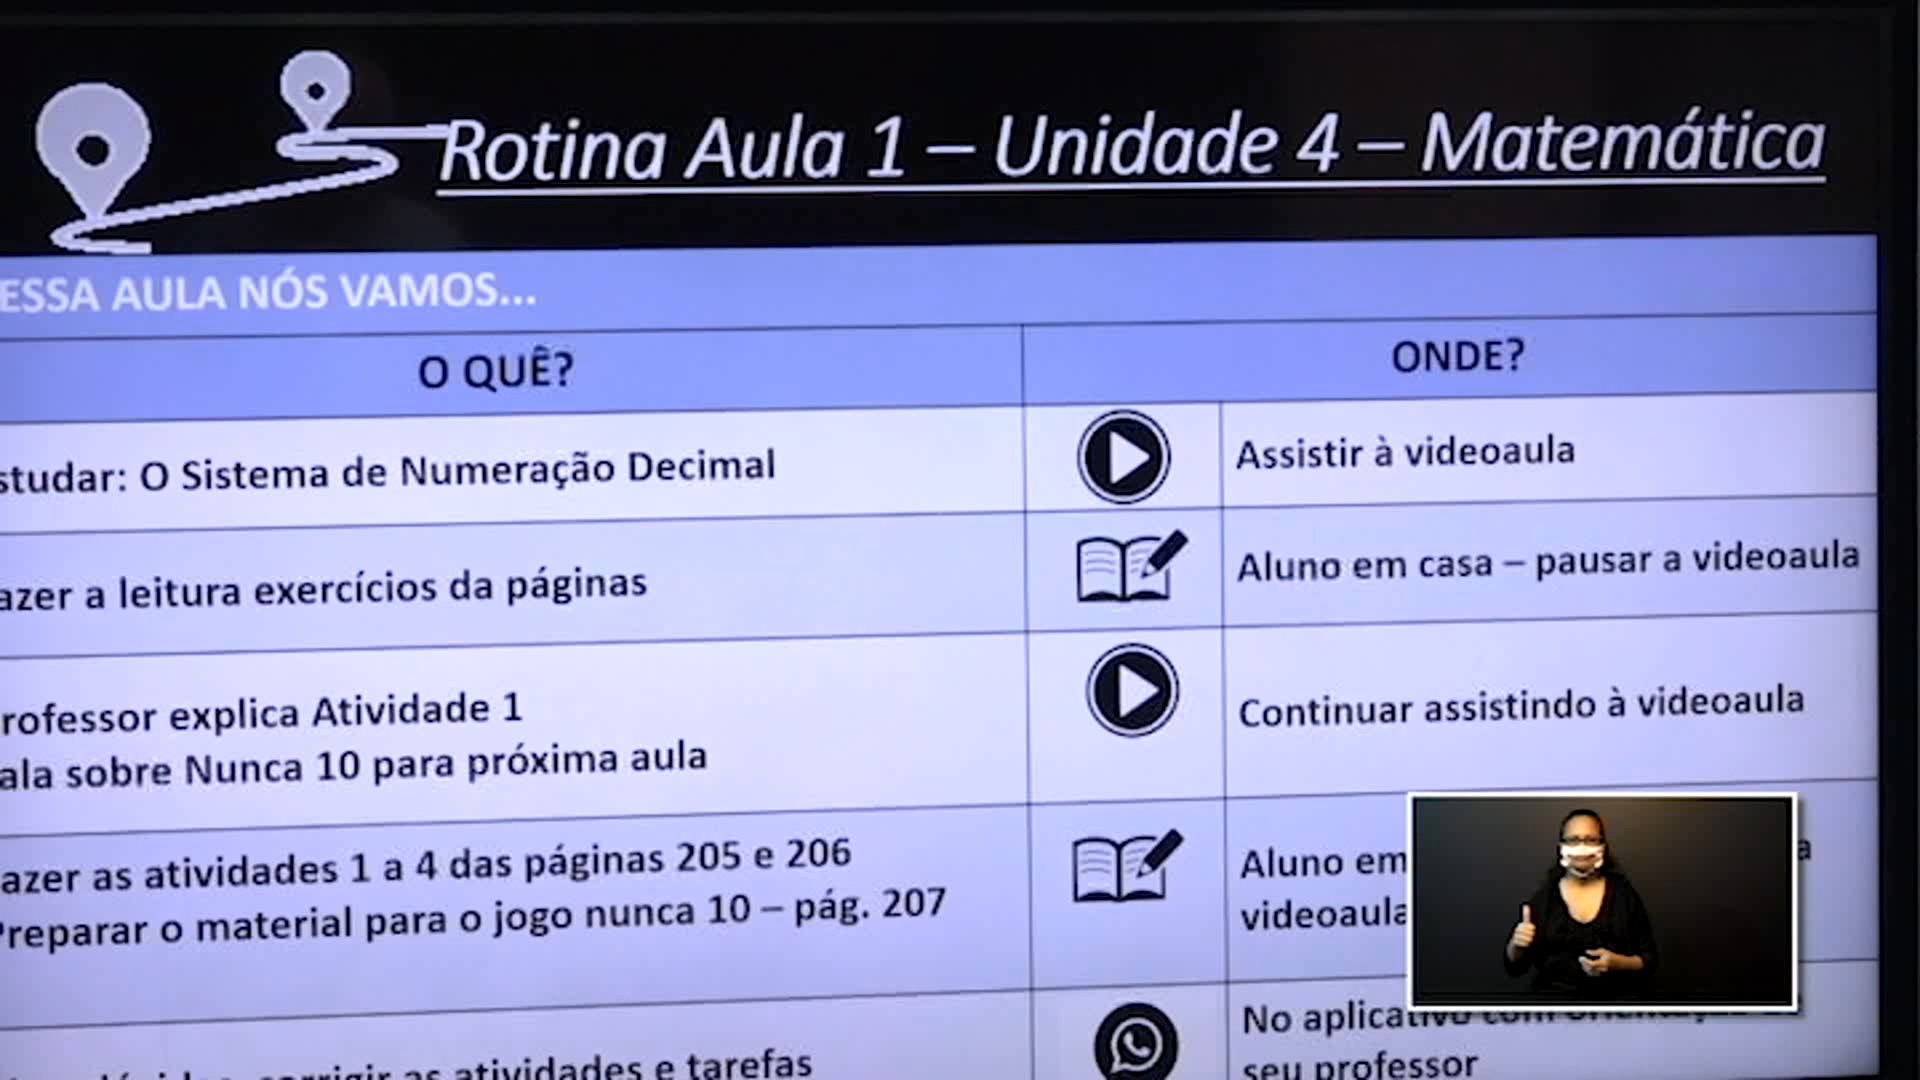 Rotina Aula 1 – Unidade 4 – Matemática
ESSA AULA NÓS VAMOS...
O QUÊ?
ONDE?
studar: O Sistema de Numeração Decimal
Assistir à videoaula
azer a leitura exercícios da páginas
Aluno em casa – pausar a videoaula
rofessor explica Atividade 1
ala sobre Nunca 10 para próxima aula
Continuar assistindo à videoaula
azer as atividades 1 a 4 das páginas 205 e 206
Preparar o material para o jogo nunca 10 – pág. 207
Aluno em
videoaula
No aplicativo com
seu professor
corrigir as atividades e tarefas